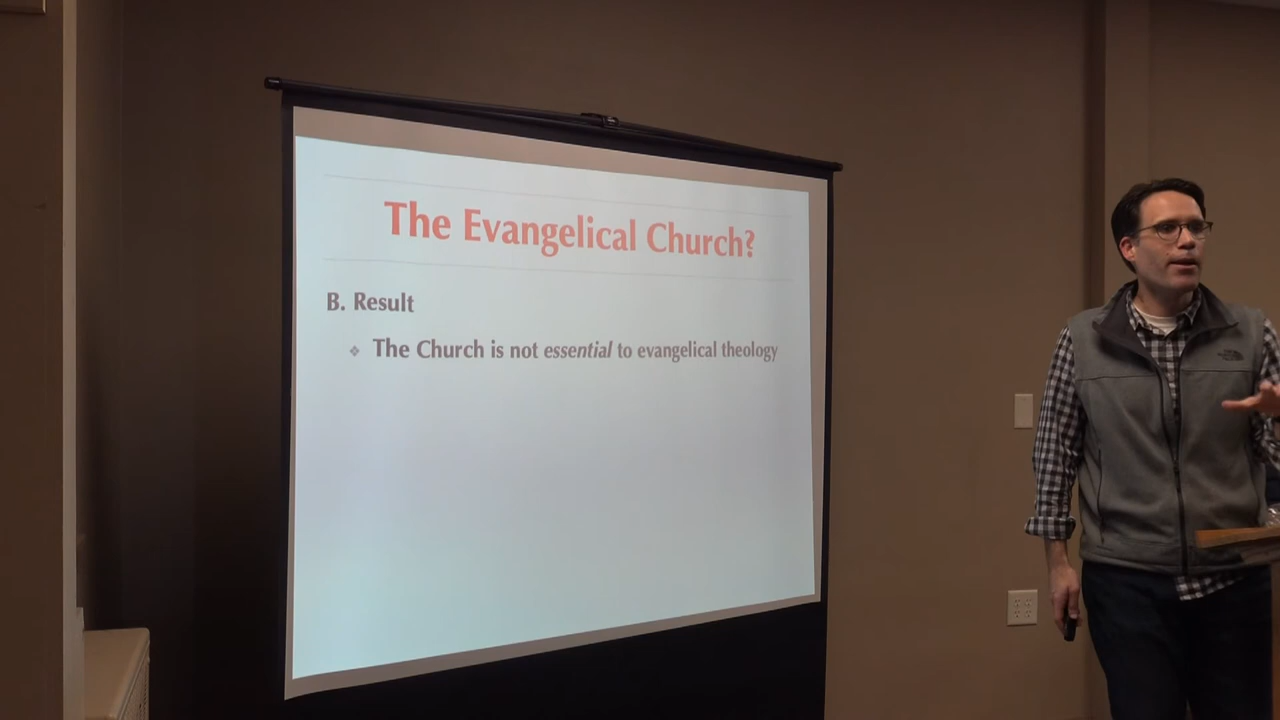 The Evangelical Church?
B. Result
❖ The Church is not essential to evangelical theology